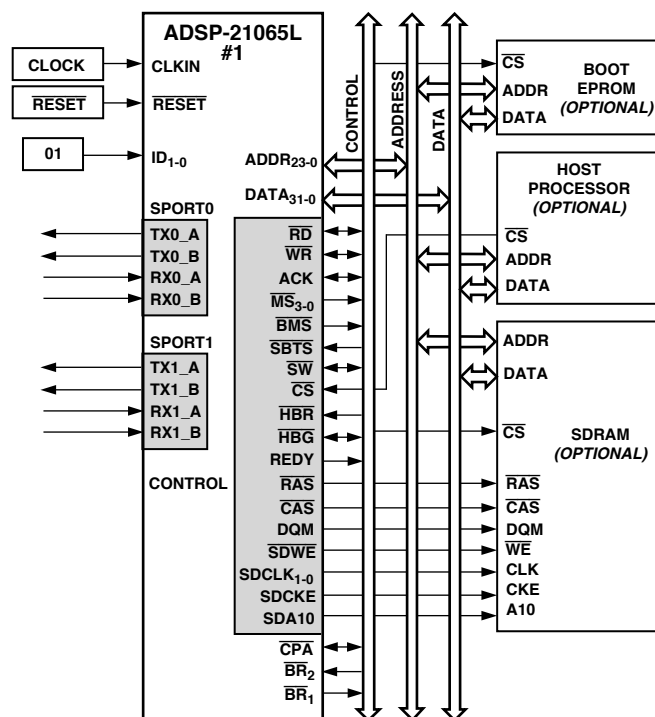 ADSP-21065L
#1
CLOCK
CLKIN
RESET
RESET
01
ID1-0
ADDR23-0
DATA31-0
CONTROL
ADDRESS
DATA
SPORT0
TX0_A
TX0_B
RX0_A
RX0_B
SPORT1
TX1_A
TX1_B
RX1_A
RX1_B
CONTROL
RD
WR
ACK
MS3-0
BMS
SBTS
SW
CS
HBR
HBG
REDY
RAS
CAS
DQM
SDWE
SDCLK1-0
SDCKE
SDA10
CPA
BR2
BR1
CS
BOOT
EPROM
(OPTIONAL)
ADDR
DATA
HOST
PROCESSOR
(OPTIONAL)
CS
ADDR
DATA
ADDR
DATA
SDRAM
(OPTIONAL)
CS
RAS
CAS
DQM
WE
CLK
CKE
A10